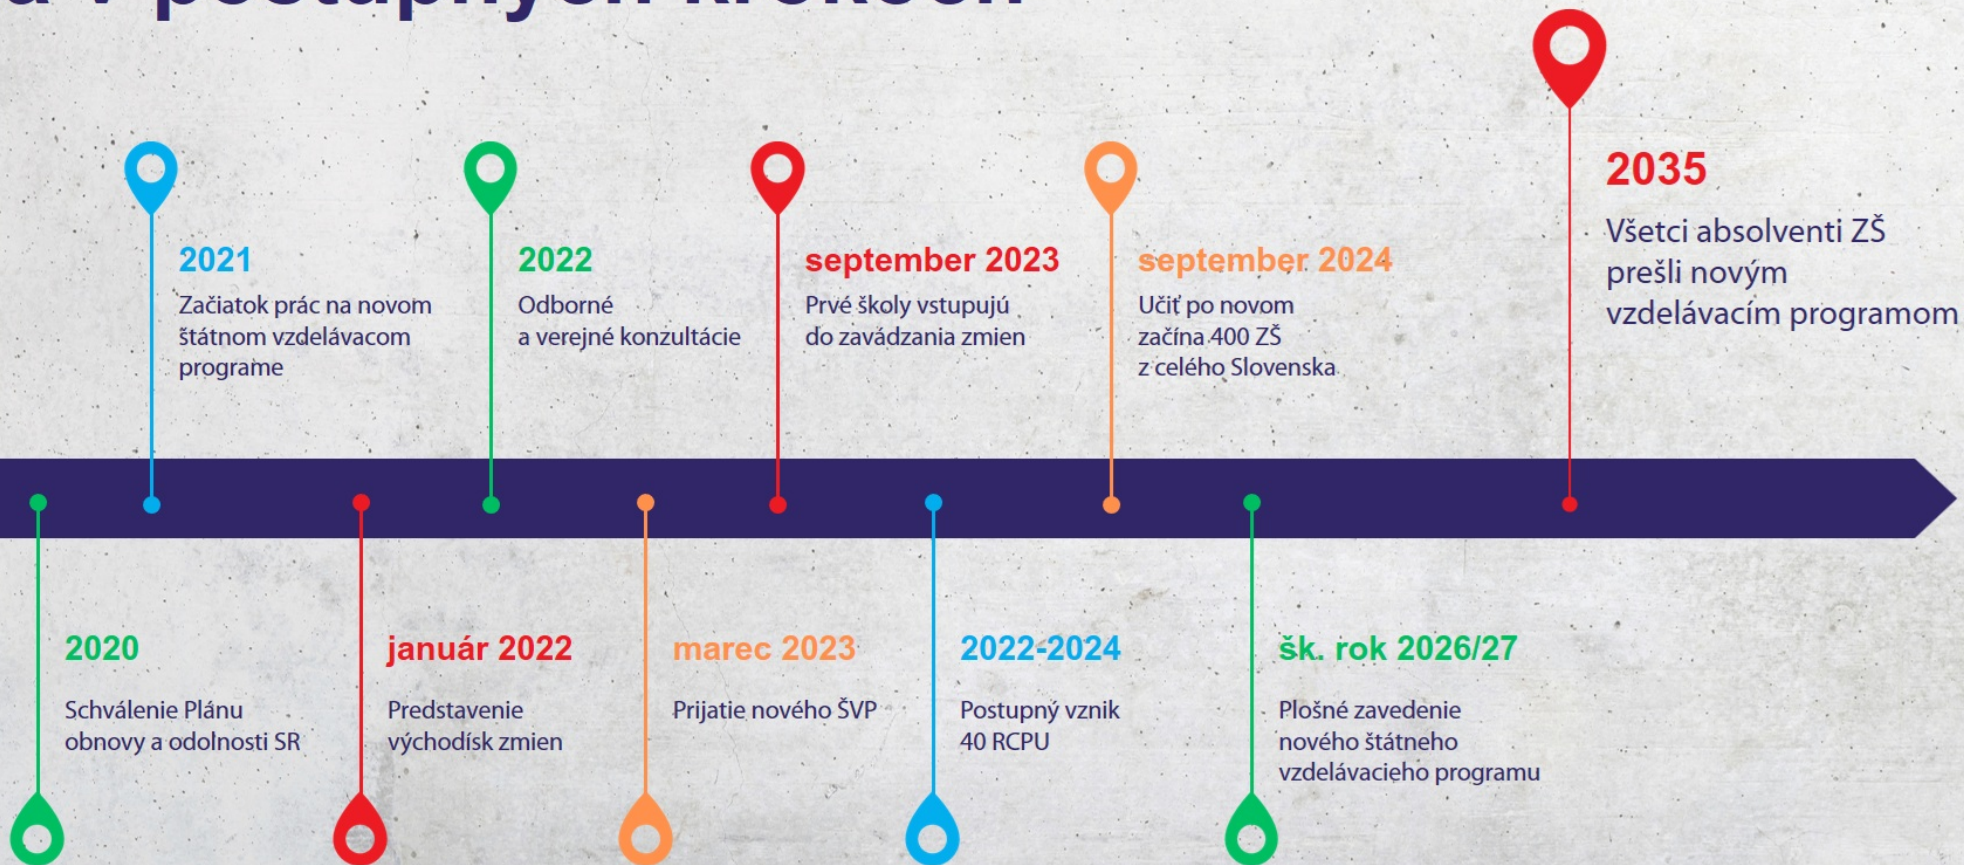 a v postupných krokoch
2021
Začiatok prác na novom
štátnom vzdelávacom
programe
2022
Odborné
a verejné konzultácie
september 2023
Prvé školy vstupujú
do zavádzania zmien
september 2024
Učiť po novom
začína 400 ZŠ
z celého Slovenska
2035
Všetci absolventi ZŠ
prešli novým
vzdelávacím programom
2020
Schválenie Plánu
obnovy a odolnosti SR
január 2022
Predstavenie
východísk zmien
marec 2023
Prijatie nového ŠVP
2022-2024
Postupný vznik
40 RCPU
šk. rok 2026/27
Plošné zavedenie
nového štátneho
vzdelávacieho programu